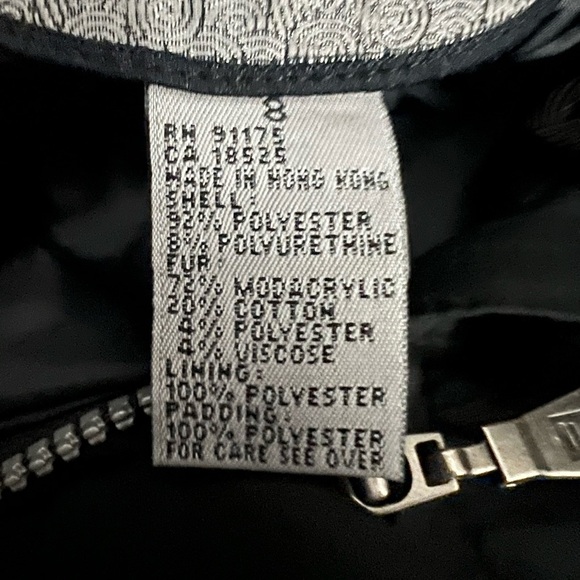 8
RN 91175
CA 18525
MADE IN HONG KONG
SHELL:
92% POLYESTER
8% POLYURETHINE
FUR:
72% MODACRYLIC
20% COTTON
4% POLYESTER
4% VISCOSE
LINING:
100% POLYESTER
PADDING:
100% POLYESTER
FOR CARE SEE OVER